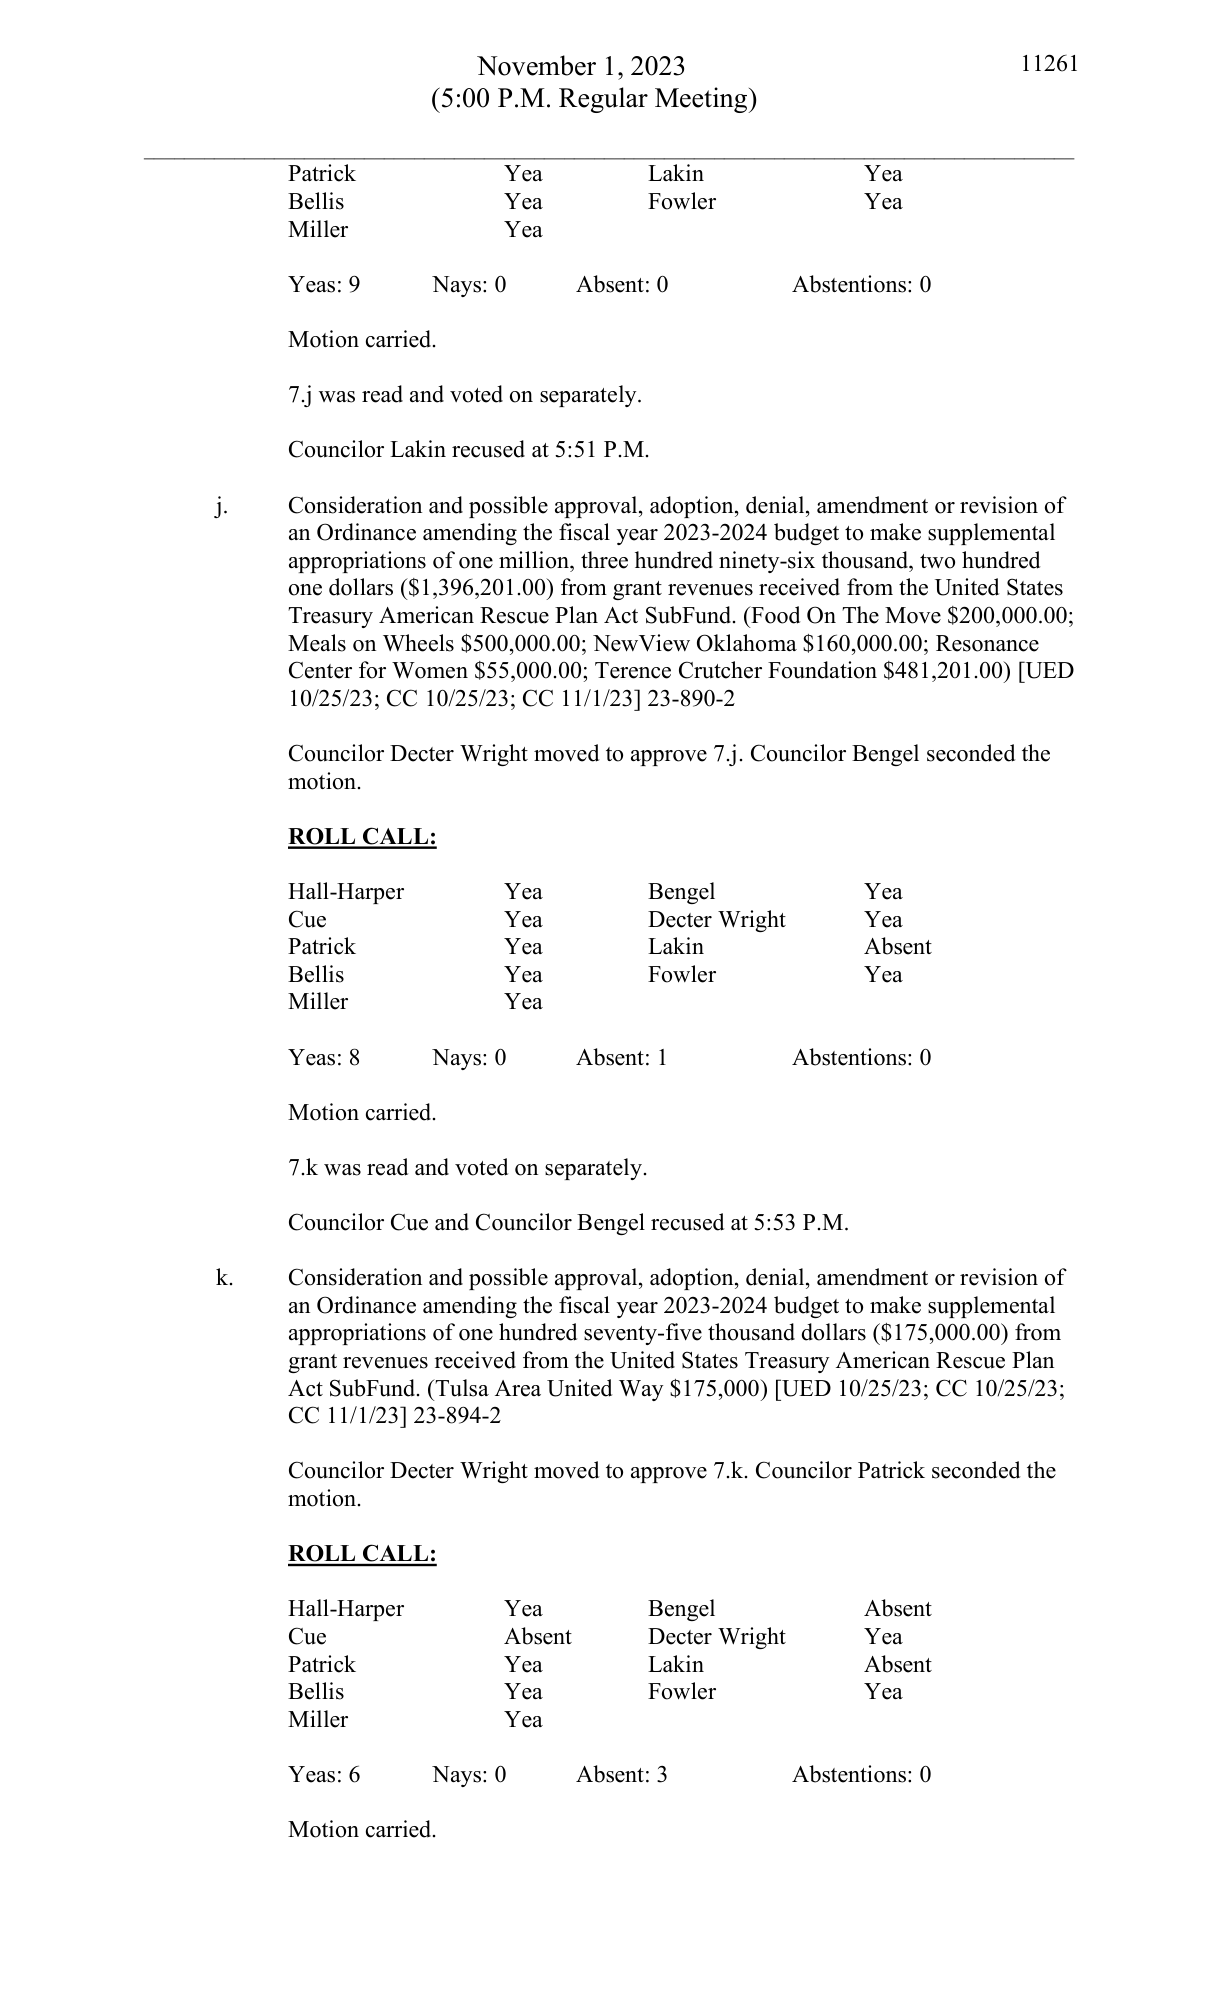 November 1, 2023
11261
(5:00 P.M. Regular Meeting)
Patrick Yea Lakin Yea
Bellis Yea Fowler Yea
Miller Yea
Yeas: 9 Nays: 0 Absent: 0 Abstentions: 0
Motion carried.
7.j was read and voted on separately.
Councilor Lakin recused at 5:51 P.M.
j. Consideration and possible approval, adoption, denial, amendment or revision of
an Ordinance amending the fiscal year 2023-2024 budget to make supplemental
appropriations of one million, three hundred ninety-six thousand, two hundred
one dollars ($1,396,201.00) from grant revenues received from the United States
Treasury American Rescue Plan Act SubFund. (Food On The Move $200,000.00;
Meals on Wheels $500,000.00; NewView Oklahoma $160,000.00; Resonance
Center for Women $55,000.00; Terence Crutcher Foundation $481,201.00) [UED
10/25/23; CC 10/25/23; CC 11/1/23] 23-890-2
Councilor Decter Wright moved to approve 7.j. Councilor Bengel seconded the
motion.
ROLL CALL:
Hall-Harper Yea Bengel Yea
Cue Yea Decter Wright Yea
Patrick Yea Lakin Absent
Bellis Yea Fowler Yea
Miller Yea
Yeas: 8 Nays: 0 Absent: 1 Abstentions: 0
Motion carried.
7.k was read and voted on separately.
Councilor Cue and Councilor Bengel recused at 5:53 P.M.
k. Consideration and possible approval, adoption, denial, amendment or revision of
an Ordinance amending the fiscal year 2023-2024 budget to make supplemental
appropriations of one hundred seventy-five thousand dollars ($175,000.00) from
grant revenues received from the United States Treasury American Rescue Plan
Act SubFund. (Tulsa Area United Way $175,000) [UED 10/25/23; CC 10/25/23;
CC 11/1/23] 23-894-2
Councilor Decter Wright moved to approve 7.k. Councilor Patrick seconded the
motion.
ROLL CALL:
Hall-Harper Yea Bengel Absent
Cue Absent Decter Wright Yea
Patrick Yea Lakin Absent
Bellis Yea Fowler Yea
Miller Yea
Yeas: 6 Nays: 0 Absent: 3 Abstentions: 0
Motion carried.